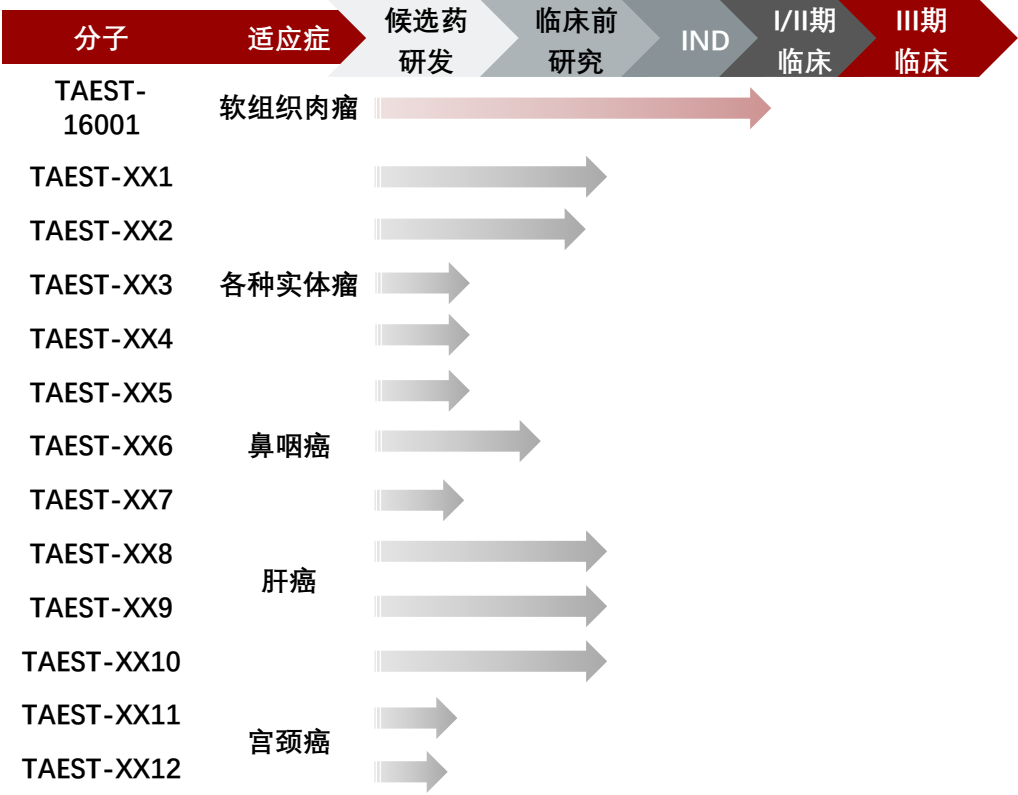 分子
适应症
候选药
研发
临床前
研究
IND
I/II期
临床
III期
临床
TAEST-
16001
软组织肉瘤
TAEST-XX1
TAEST-XX2
TAEST-XX3
各种实体瘤
TAEST-XX4
TAEST-XX5
TAEST-XX6
鼻咽癌
TAEST-XX7
TAEST-XX8
肝癌
TAEST-XX9
TAEST-XX10
TAEST-XX11
宫颈癌
TAEST-XX12